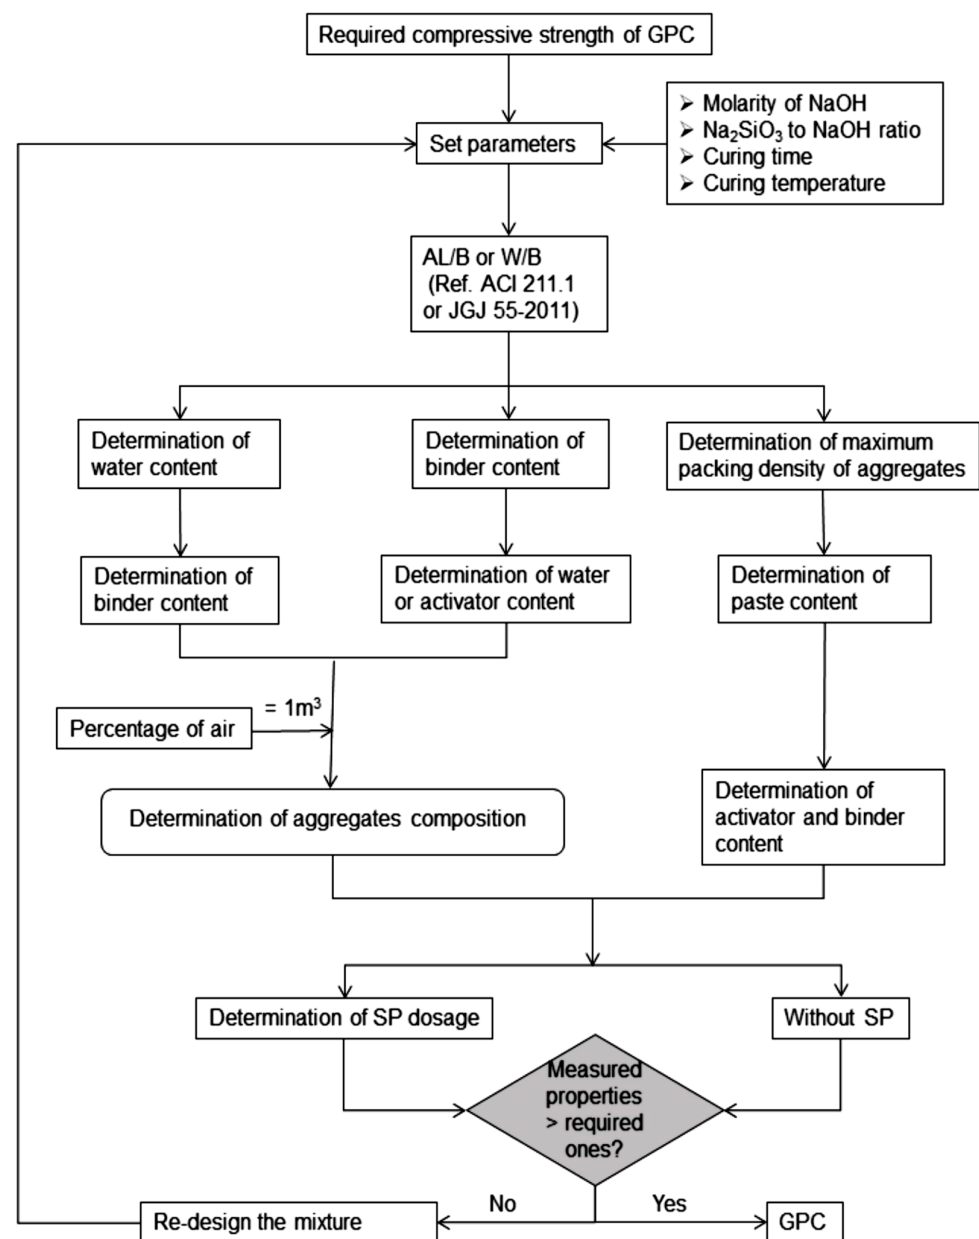 Required compressive strength of GPC
➢ Molarity of NaOH
➢ Na₂SiO₃ to NaOH ratio
➢ Curing time
➢ Curing temperature
Set parameters
AL/B or W/B
(Ref. ACI 211.1
or JGJ 55-2011)
Determination of
water content
Determination of
binder content
Determination of maximum
packing density of aggregates
Determination of
binder content
Determination of water
or activator content
Determination of
paste content
= 1m³
Percentage of air
Determination of aggregates composition
Determination of
activator and binder
content
Determination of SP dosage
Without SP
Measured
properties
> required
ones?
No
Yes
Re-design the mixture
GPC